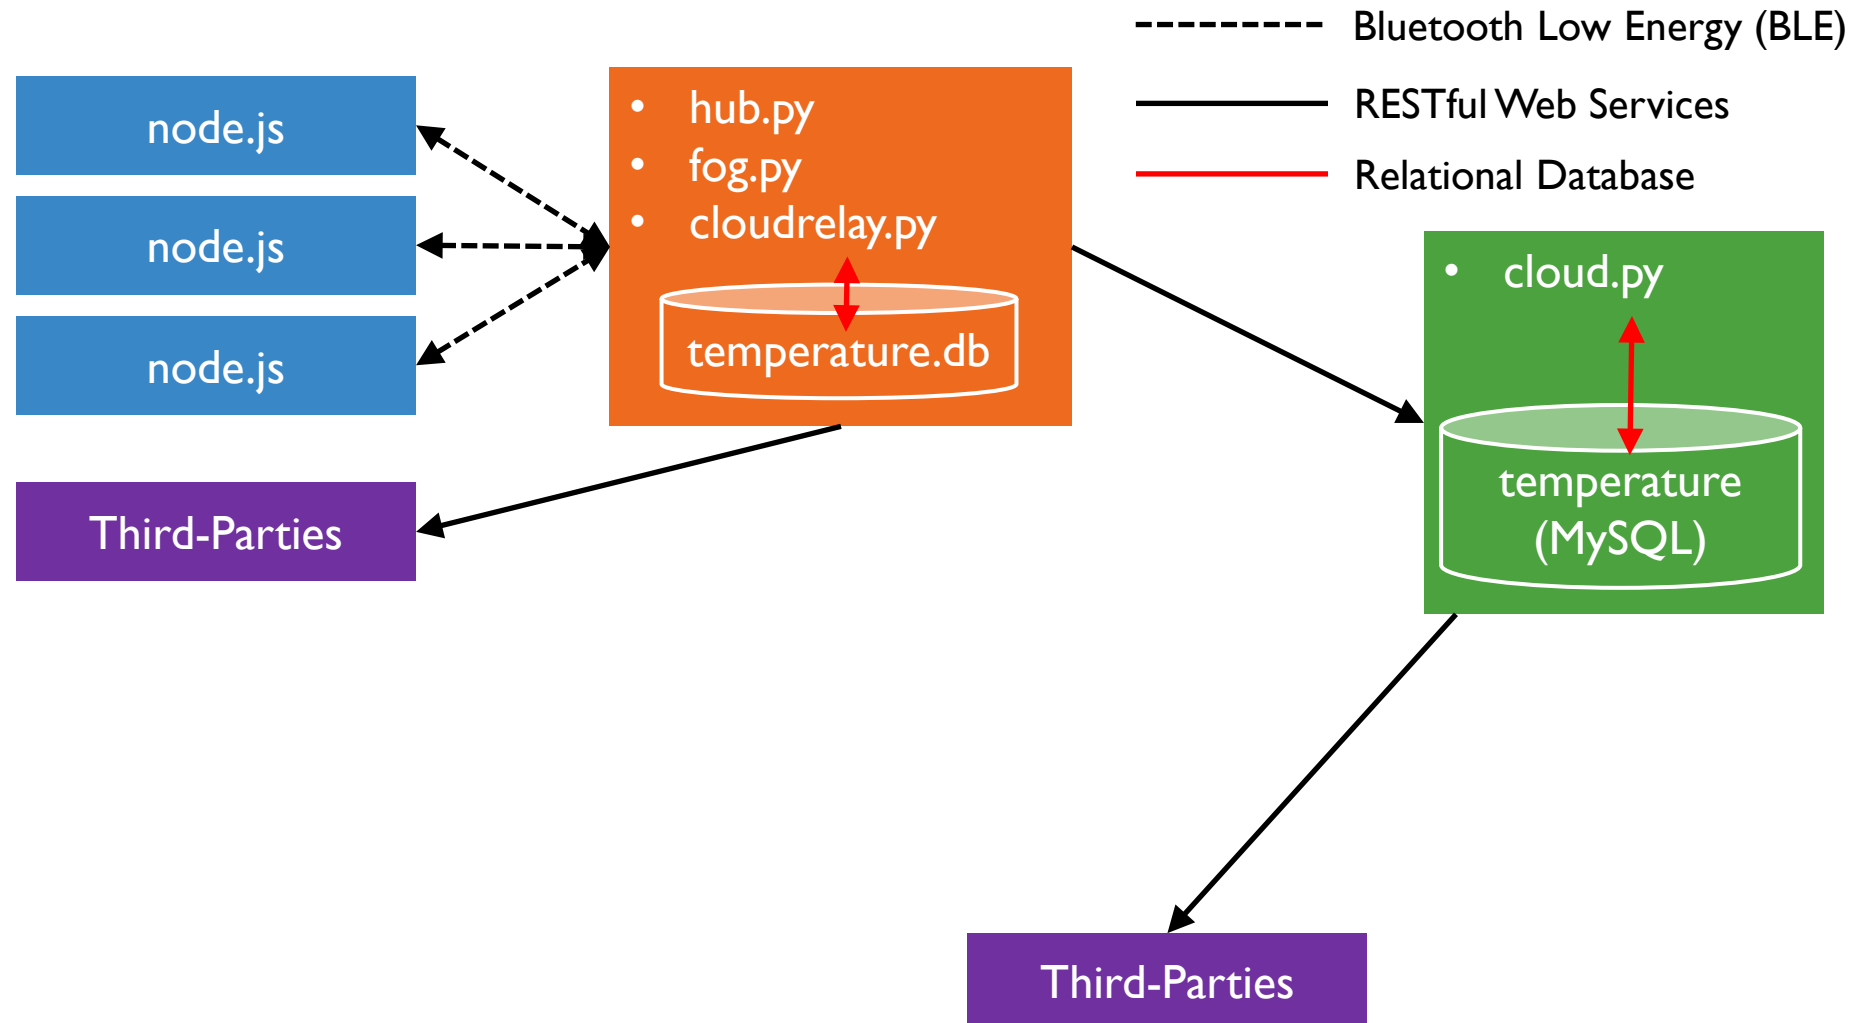 Bluetooth Low Energy (BLE)
RESTful Web Services
Relational Database
node.js
node.js
node.js
• hub.py
• fog.py
• cloudrelay.py
temperature.db
• cloud.py
temperature
(MySQL)
Third-Parties
Third-Parties